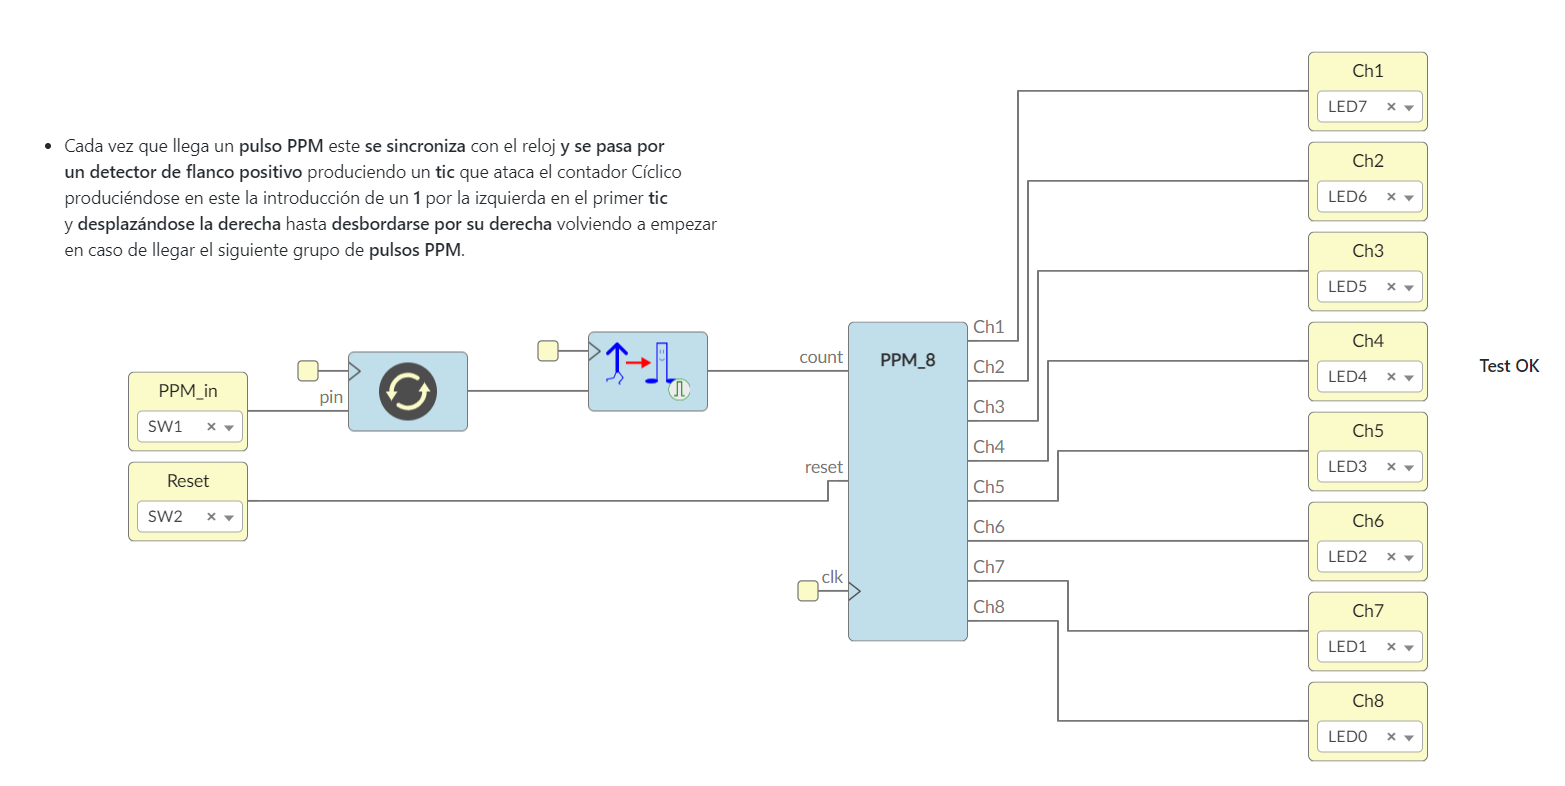 Cada vez que llega un pulso PPM este se sincroniza con el reloj y se pasa por
un detector de flanco positivo produciendo un tic que ataca el contador Cíclico
produciéndose en este la introducción de un 1 por la izquierda en el primer tic
y desplazándose la derecha hasta desbordarse por su derecha volviendo a empezar
en caso de llegar el siguiente grupo de pulsos PPM.
PPM_in
SW1
Reset
SW2
pin
count
reset
clk
PPM_8
Ch1
Ch2
Ch3
Ch4
Ch5
Ch6
Ch7
Ch8
Ch1
LED7
Ch2
LED6
Ch3
LED5
Ch4
LED4
Ch5
LED3
Ch6
LED2
Ch7
LED1
Ch8
LED0
Test OK